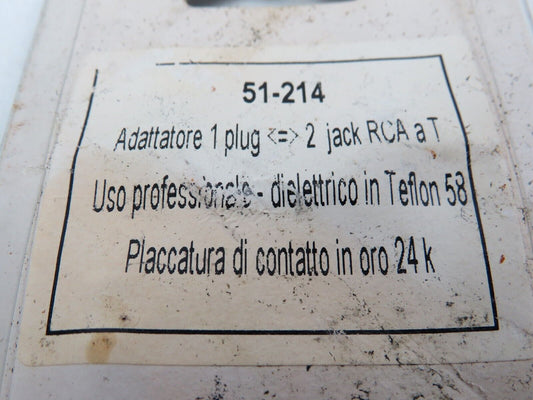 51-214
Adattatore 1 plug <=> 2 jack RCA a T
Uso professionale - dielettrico in Teflon 58
Placcatura di contatto in oro 24 k